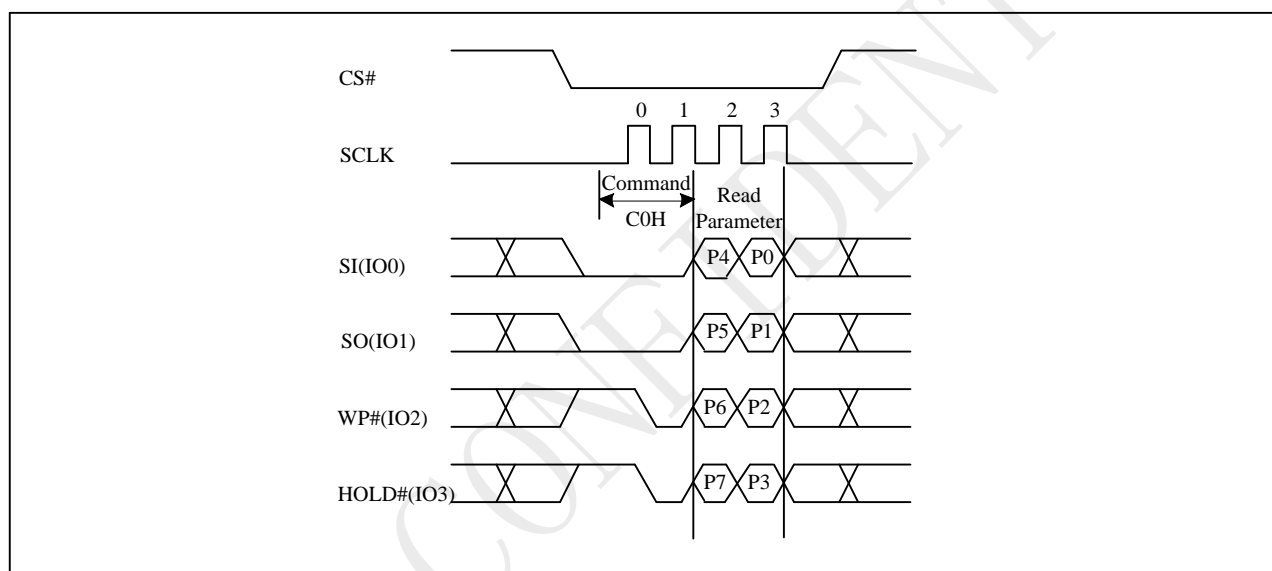 CS#
0 1 2 3
SCLK
Command
C0H
Read
Parameter
SI(IO0)
P4 P0
SO(IO1)
P5 P1
WP#(IO2)
P6 P2
HOLD#(IO3)
P7 P3
CONFIDENT